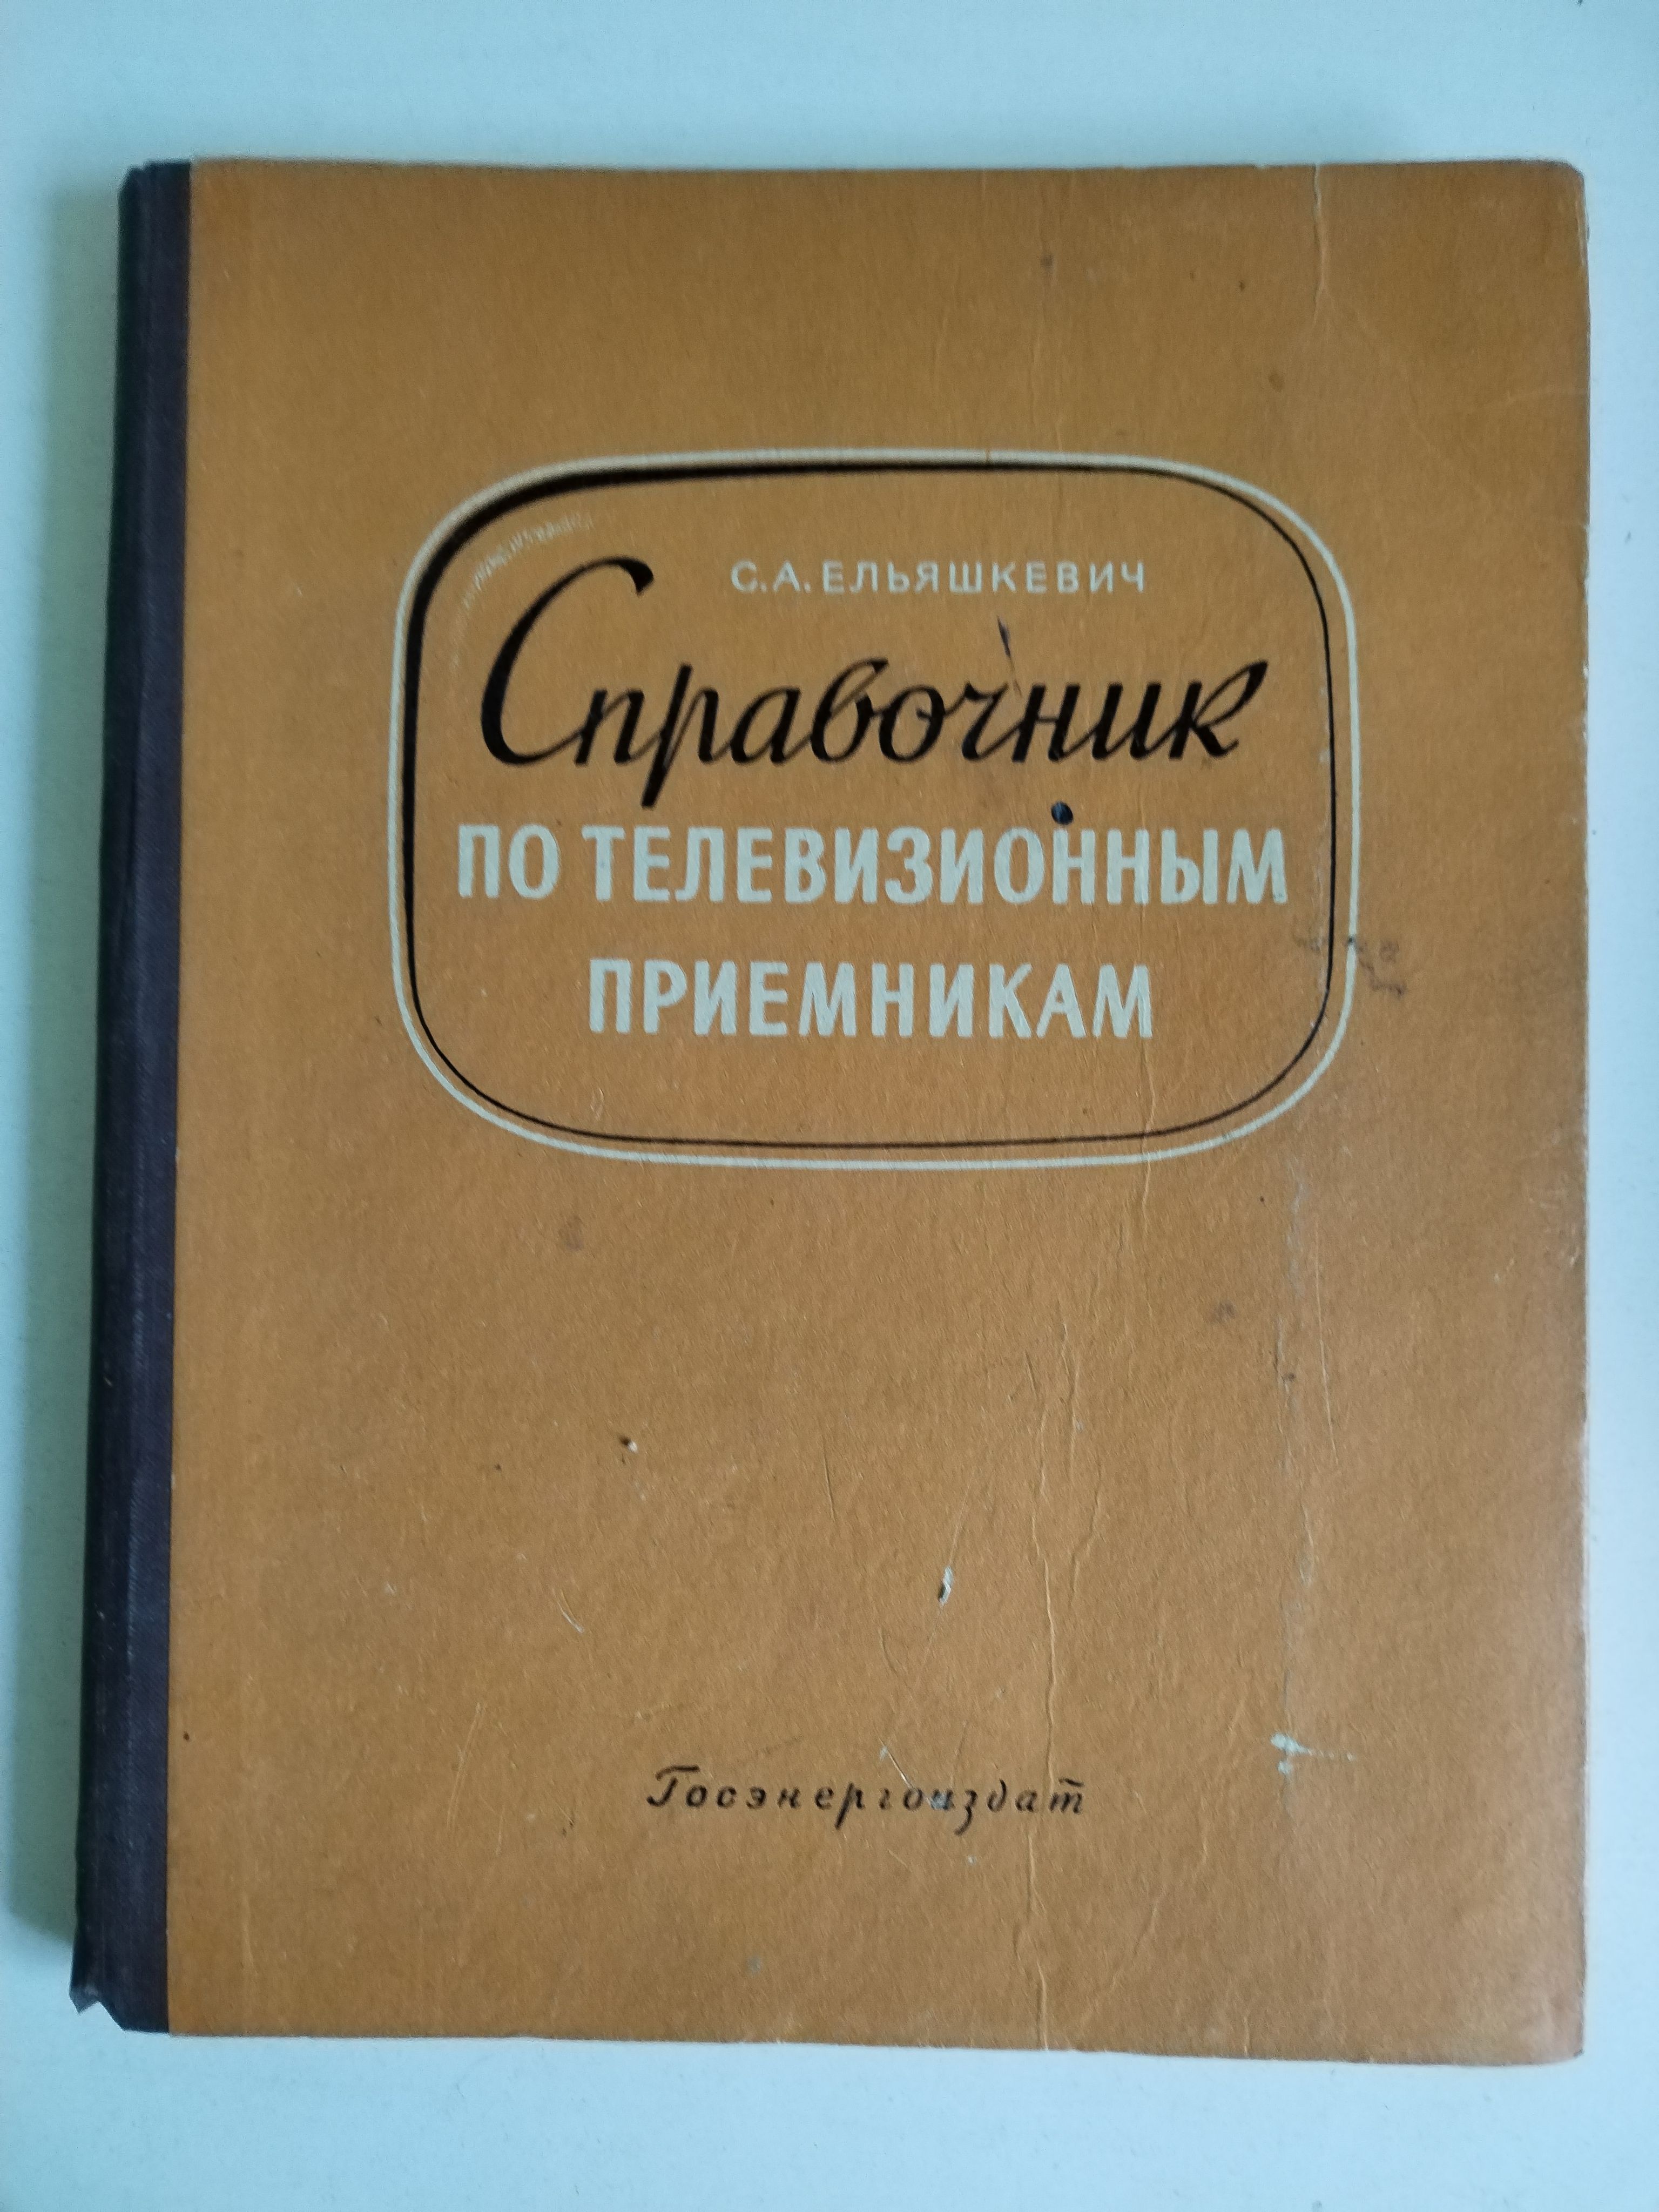 С.А.ЕЛЬЯШКЕВИЧ
Справочник
ПО ТЕЛЕВИЗИОННЫМ
ПРИЕМНИКАМ
Госэнергоиздат